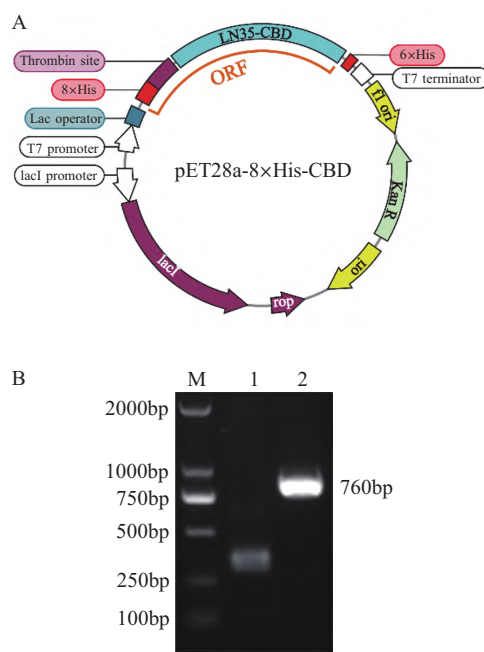 A
LN35-CBD
6×His
Thrombin site
T7 terminator
8×His
ORF
f1 ori
Lac operator
T7 promoter
pET28a-8×His-CBD
Kan R
lacI promoter
lacI
ori
rop
B
M 1 2
2000bp
1000bp
760bp
750bp
500bp
250bp
100bp